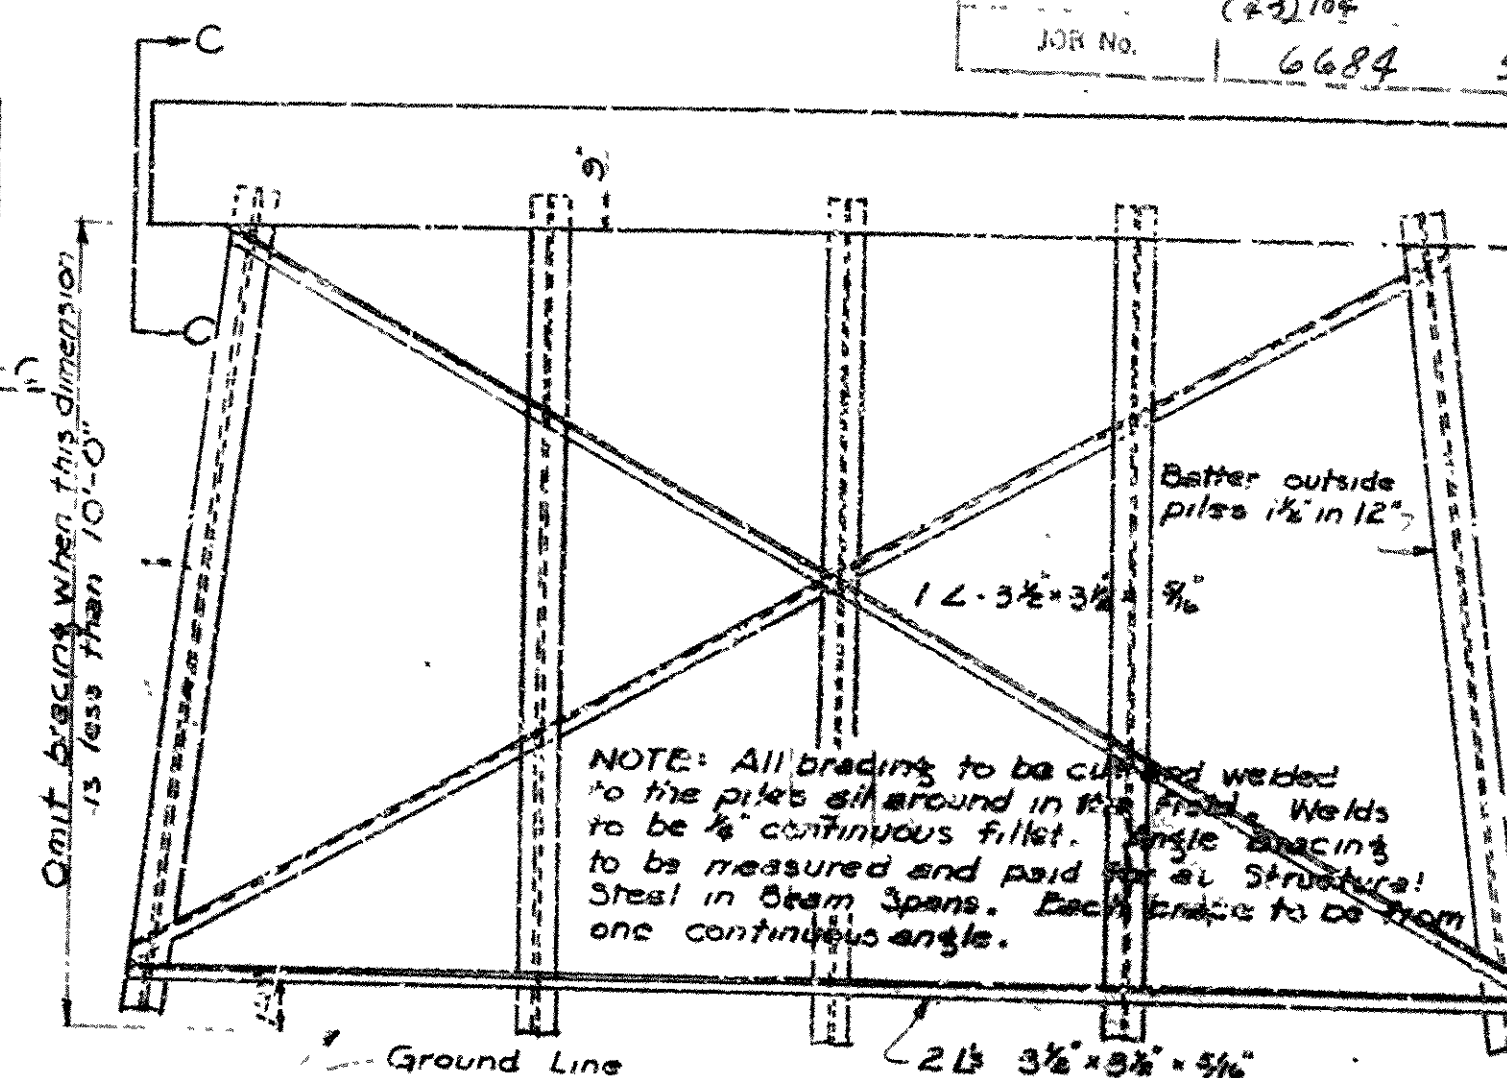 C
JOB No.
6684
9"
C
Omit bracing when this dimension
is less than 10'-0"
Batter outside
piles 1½" in 12"
1 ∠ - 3½" × 3½" × 5/16"
NOTE: All bracing to be cut and welded
to the piles all around in the field. Welds
to be ¼" continuous fillet. Angle Bracing
to be measured and paid for as Structural
Steel in Beam Spans. Each brace to be from
one continuous angle.
Ground Line
2 Ls 3½" × 3½" × 5/16"